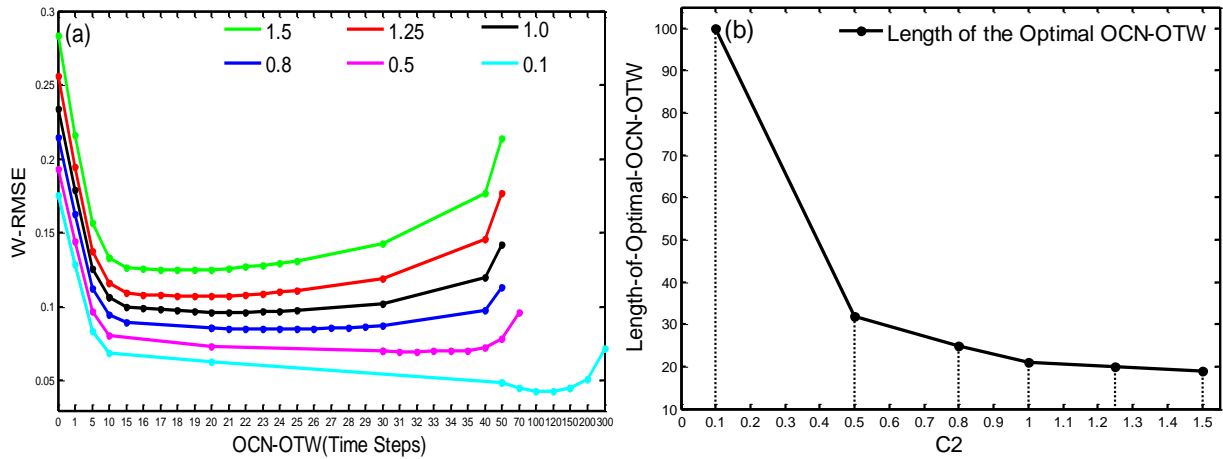 (a)
1.5 1.25 1.0
0.8 0.5 0.1
0.3
0.25
0.2
0.15
0.1
0.05
W-RMSE
0 1 5 10 15 16 17 18 19 20 21 22 23 24 25 26 27 28 29 30 31 32 33 34 35 40 50 70 100 120 150 200 300
OCN-OTW(Time Steps)
(b)
Length of the Optimal OCN-OTW
100
90
80
70
60
50
40
30
20
10
Length-of-Optimal-OCN-OTW
0 0.1 0.2 0.3 0.4 0.5 0.6 0.7 0.8 0.9 1 1.1 1.2 1.3 1.4 1.5
C2